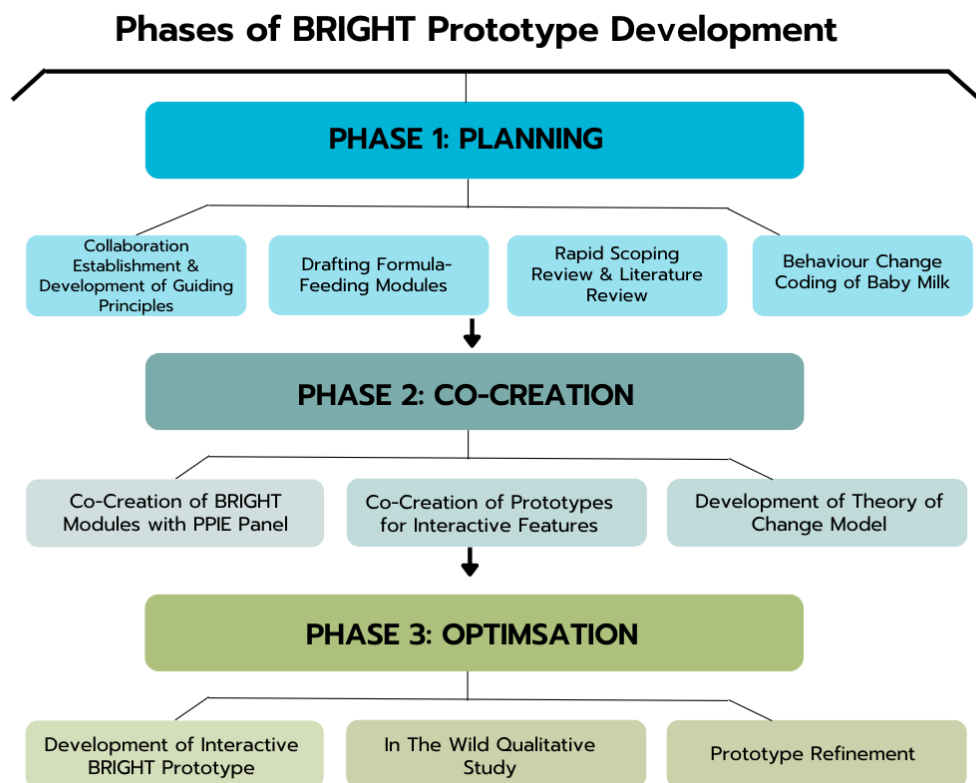 Phases of BRIGHT Prototype Development
PHASE 1: PLANNING
Collaboration
Establishment &
Development of Guiding
Principles
Drafting Formula-
Feeding Modules
Rapid Scoping
Review & Literature
Review
Behaviour Change
Coding of Baby Milk
PHASE 2: CO-CREATION
Co-Creation of BRIGHT
Modules with PPIE Panel
Co-Creation of Prototypes
for Interactive Features
Development of Theory of
Change Model
PHASE 3: OPTIMSATION
Development of Interactive
BRIGHT Prototype
In The Wild Qualitative
Study
Prototype Refinement